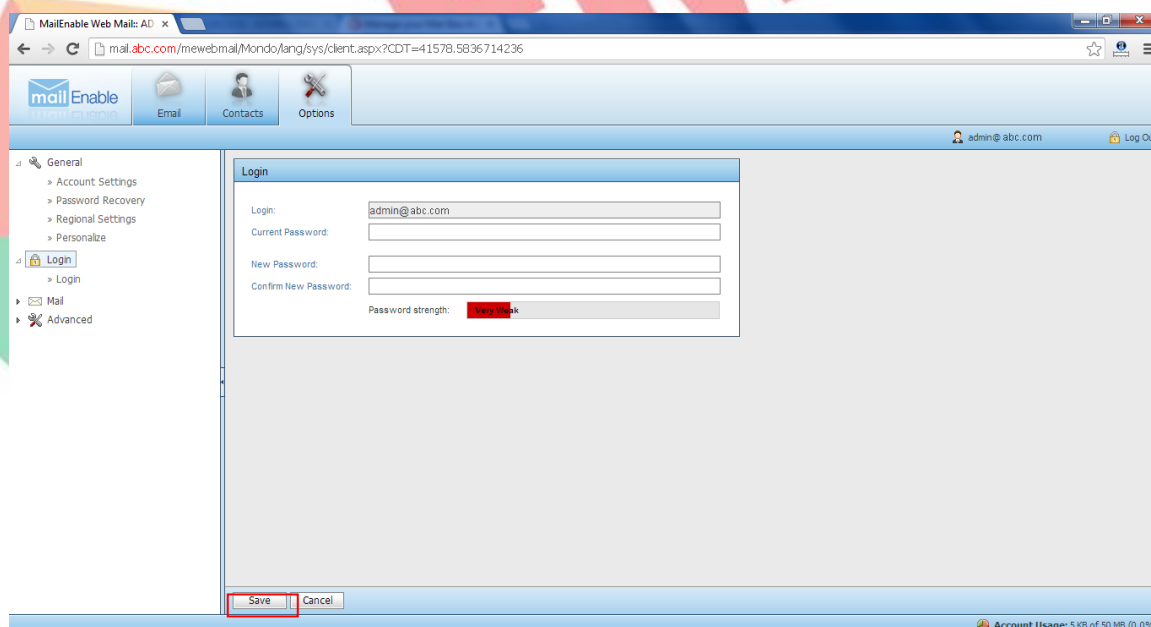 MailEnable Web Mail:: AD ×
mail.abc.com/mewebmail/Mondo/lang/sys/client.aspx?CDT=41578.5836714236
mail Enable
Email
Contacts
Options
admin@abc.com
Log Ou
General
» Account Settings
» Password Recovery
» Regional Settings
» Personalize
Login
» Login
Mail
Advanced
Login
Login: admin@abc.com
Current Password:
New Password:
Confirm New Password:
Password strength: Very Weak
Save Cancel
Account Usage: 5 KB of 50 MB (0.0